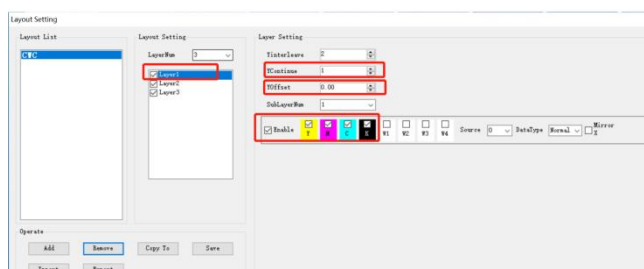 Layout Setting
Layout List
Layout Setting
Layer Setting
CWC
LayerNum 3
Layer1
Layer2
Layer3
Yinterleave 2
YContinue 1
YOffset 0.00
SubLayerNum 1
Enable Y M C K W1 W2 W3 W4 Source 0 DataType Normal Mirror X
Operate
Add Remove Copy To Save